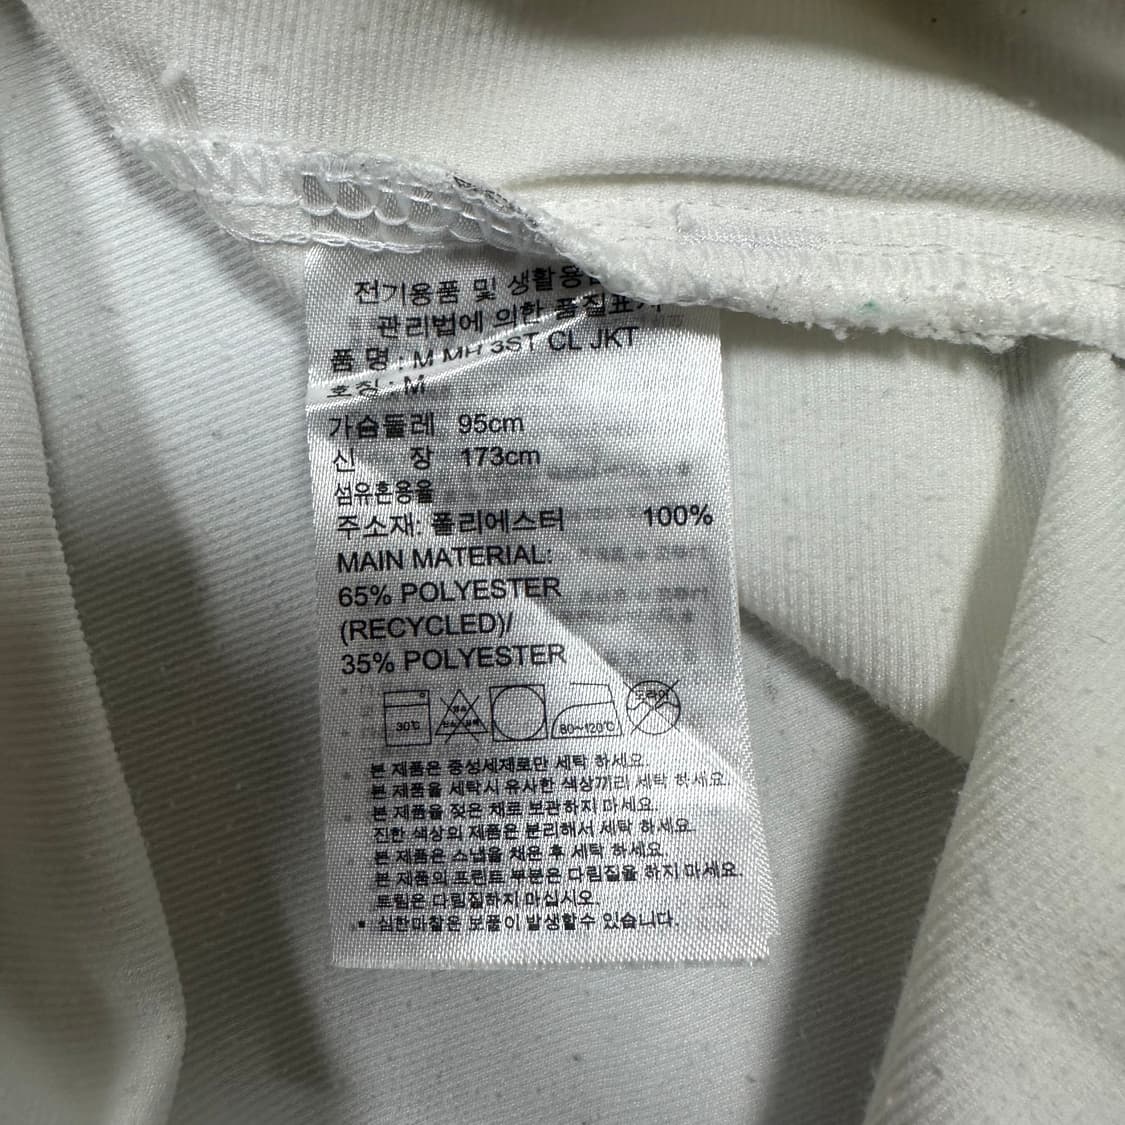 전기용품 및 생활용
관리법에 의한 품질표기
품 명 : M MH 3ST CL JKT
호칭 : M
가슴둘레 95cm
신 장 173cm
섬유혼용율
주소재: 폴리에스터 100%
MAIN MATERIAL:
65% POLYESTER
(RECYCLED)/
35% POLYESTER
30℃ 80~120℃ 드라이
본 제품은 중성세제로만 세탁 하세요.
본 제품을 세탁시 유사한 색상끼리 세탁 하세요.
본 제품을 젖은 채로 보관하지 마세요.
진한 색상의 제품은 분리해서 세탁 하세요.
본 제품은 스냅을 채운 후 세탁 하세요.
본 제품의 프린트 부분은 다림질을 하지 마세요.
트림은 다림질하지 마십시오.
심한마찰은 보풀이 발생할수 있습니다.